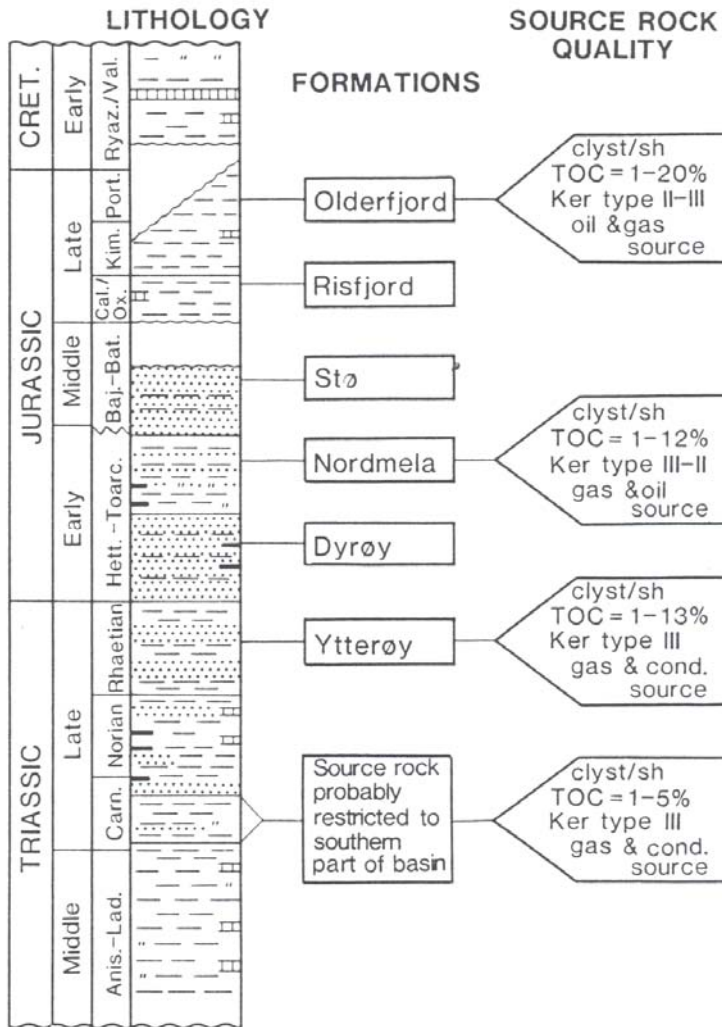 LITHOLOGY
SOURCE ROCK
QUALITY
FORMATIONS
CRET.
Early
Ryaz./Val.
JURASSIC
Late
Port.
Kim.
Cal./
Ox.
Middle
Baj.-Bat.
Early
Hett.-Toarc.
TRIASSIC
Late
Rhaetian
Norian
Carn.
Middle
Anis.-Lad.
Olderfjord
Risfjord
Stø
Nordmela
Dyrøy
Ytterøy
Source rock
probably
restricted to
southern
part of basin
clyst/sh
TOC=1-20%
Ker type II-III
oil &gas
source
clyst/sh
TOC=1-12%
Ker type III-II
gas &oil
source
clyst/sh
TOC=1-13%
Ker type III
gas & cond.
source
clyst/sh
TOC=1-5%
Ker type III
gas & cond.
source